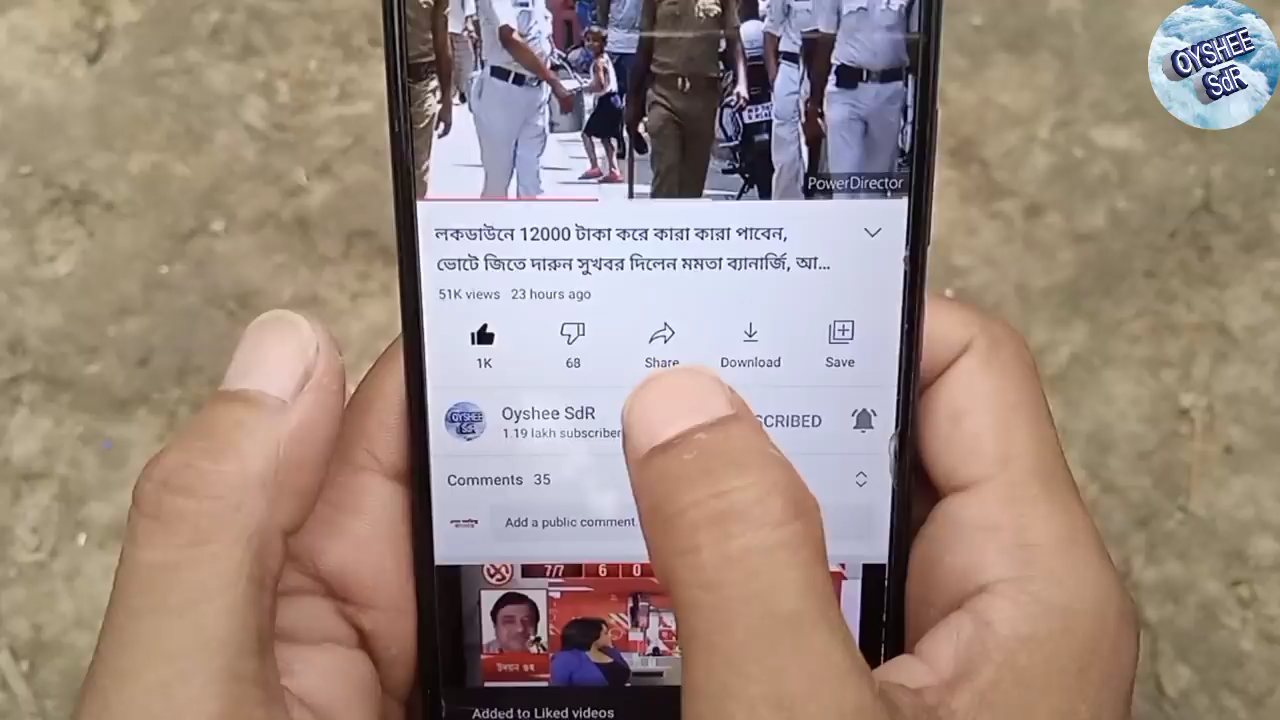 OYSHEE
SdR
PowerDirector
লকডাউনে 12000 টাকা করে কারা কারা পাবেন,
ভোটে জিতে দারুন সুখবর দিলেন মমতা ব্যানার্জি, আ...
51K views 23 hours ago
1K 68 Share Download Save
Oyshee SdR
1.19 lakh subscriber
SCRIBED
Comments 35
Add a public comment.
7/7 6 0
উদয়ন গুহ
Added to Liked videos